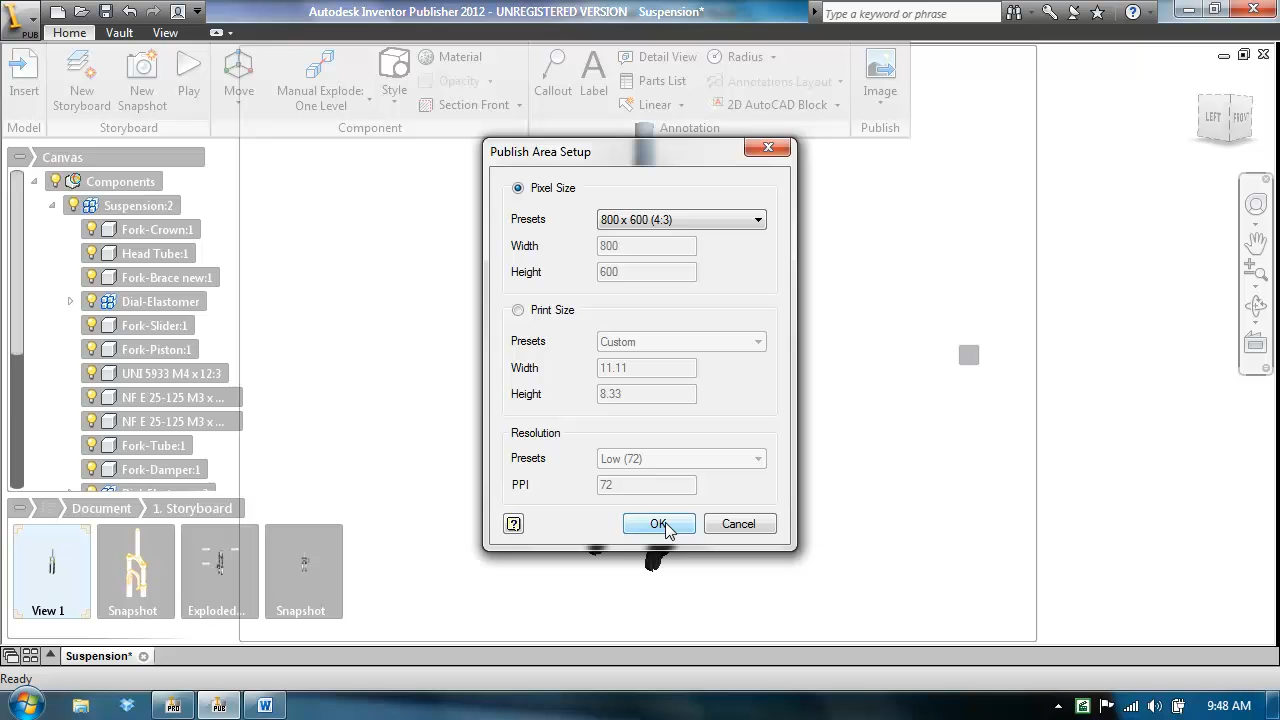 Autodesk Inventor Publisher 2012 - UNREGISTERED VERSION Suspension*
Type a keyword or phrase
PUB
Home Vault View
Insert
New Storyboard
New Snapshot
Play
Move
Manual Explode: One Level
Style
Material
Opacity
Section Front
Callout
Label
Detail View
Parts List
Linear
Radius
Annotations Layout
2D AutoCAD Block
Image
Model Storyboard Component Annotation Publish
LEFT
Canvas
Components
Suspension:2
Fork-Crown:1
Head Tube:1
Fork-Brace new:1
Dial-Elastomer
Fork-Slider:1
Fork-Piston:1
UNI 5933 M4 x 12:3
NF E 25-125 M3 x ...
NF E 25-125 M3 x ...
Fork-Tube:1
Fork-Damper:1
Publish Area Setup
Pixel Size
Presets 800 x 600 (4:3)
Width 800
Height 600
Print Size
Presets Custom
Width 11.11
Height 8.33
Resolution
Presets Low (72)
PPI 72
OK Cancel
Document 1. Storyboard
View 1
Snapshot
Exploded...
Snapshot
Suspension*
Ready
PRO
PUB
9:48 AM